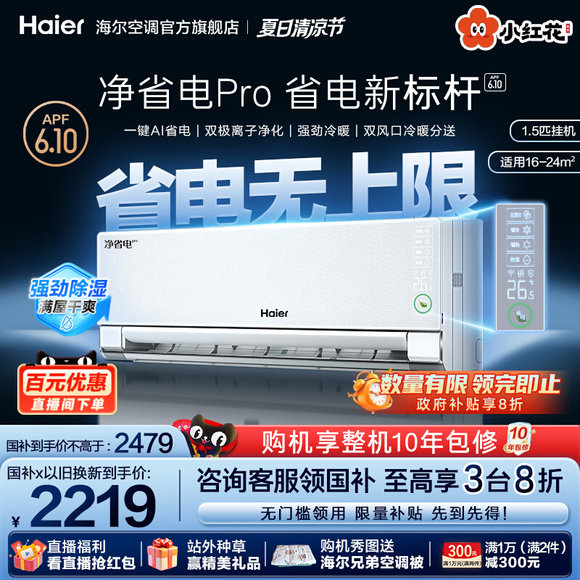 Haier 海尔空调官方旗舰店 夏日清凉节
小红花
净省电Pro 省电新标杆 APF 6.10
APF
6.10
一键AI省电 | 双极离子净化 | 强劲冷暖 | 双风口冷暖分送
1.5匹挂机
适用16-24m²
省电无上限
净省电Pro
强劲除湿
满屋干爽
Haier
26.5
℃
百元优惠
直播间下单
数量有限 领完即止
政府补贴享8折
国补到手价不高于: 2479
购机享整机10年包修
10年包修
国补x以旧换新到手价:
¥2219
咨询客服领国补 至高享3台8折
无门槛领用 限量补贴 先到先得!
直播福利
看直播抢红包
站外种草
赢精美礼品
购机秀图送
海尔兄弟空调被
300元
满1万(满2件)
减300元